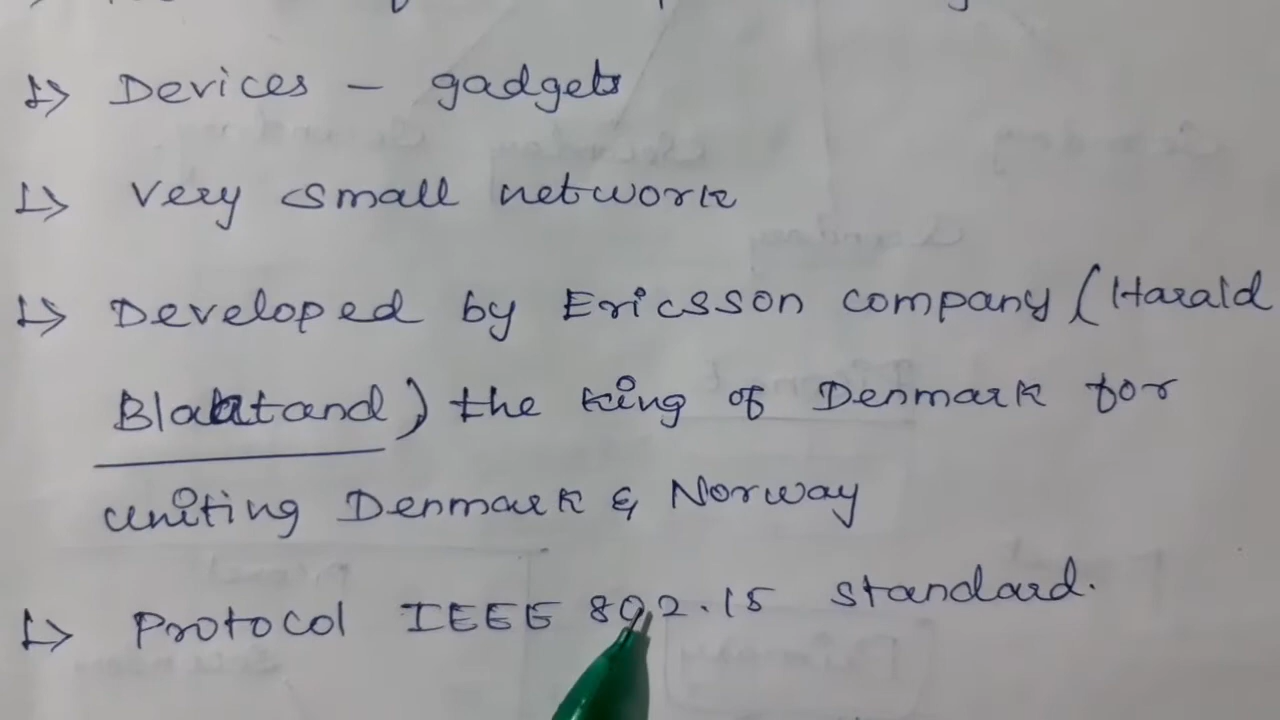 ↳ Devices – gadgets
↳ Very small network
↳ Developed by Ericsson company (Harald
Blaatand) the king of Denmark for
uniting Denmark & Norway
↳ Protocol IEEE 802.15 standard.